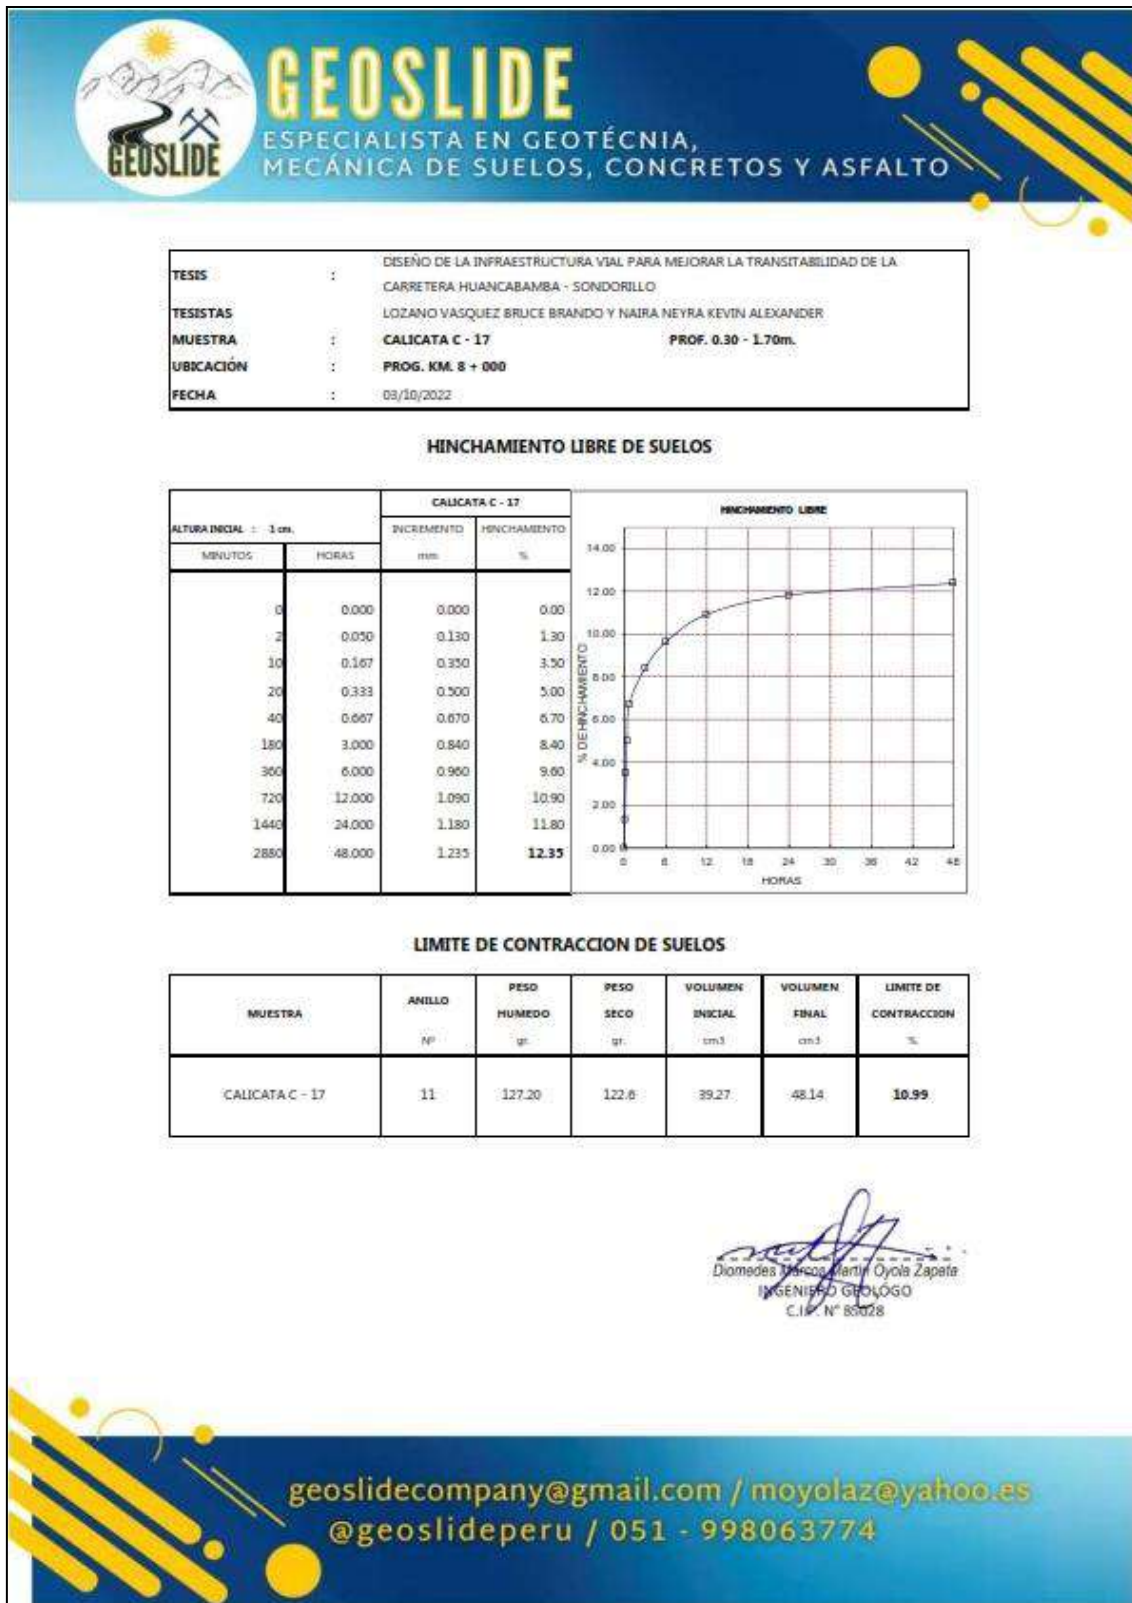 GEOSLIDE
GEOSLIDE
ESPECIALISTA EN GEOTÉCNIA,
MECÁNICA DE SUELOS, CONCRETOS Y ASFALTO
TESIS : DISEÑO DE LA INFRAESTRUCTURA VIAL PARA MEJORAR LA TRANSITABILIDAD DE LA
CARRETERA HUANCABAMBA - SONDORILLO
TESISTAS LOZANO VASQUEZ BRUCE BRANDO Y NAIRA NEYRA KEVIN ALEXANDER
MUESTRA : CALICATA C - 17 PROF. 0.30 - 1.70m.
UBICACIÓN : PROG. KM. 8 + 000
FECHA : 03/10/2022
HINCHAMIENTO LIBRE DE SUELOS
CALICATA C - 17
ALTURA INICIAL : 1 cm. INCREMENTO HINCHAMIENTO
MINUTOS HORAS mm %
0 0.000 0.000 0.00
2 0.050 0.130 1.30
10 0.167 0.350 3.50
20 0.333 0.500 5.00
40 0.667 0.670 6.70
180 3.000 0.840 8.40
360 6.000 0.960 9.60
720 12.000 1.090 10.90
1440 24.000 1.180 11.80
2880 48.000 1.235 12.35
HINCHAMIENTO LIBRE
14.00
12.00
10.00
8.00
6.00
4.00
2.00
0.00
% DE HINCHAMIENTO
0 6 12 18 24 30 36 42 48
HORAS
LIMITE DE CONTRACCION DE SUELOS
MUESTRA ANILLO PESO PESO VOLUMEN VOLUMEN LIMITE DE
HUMEDO SECO INICIAL FINAL CONTRACCION
Nº gr. gr. cm3 cm3 %
CALICATA C - 17 11 127.20 122.6 39.27 48.14 10.99
Diomedes Marcos Martin Oyola Zapata
INGENIERO GEOLÓGO
C.I.P. N° 85028
geoslidecompany@gmail.com / moyolaz@yahoo.es
@geoslideperu / 051 - 998063774